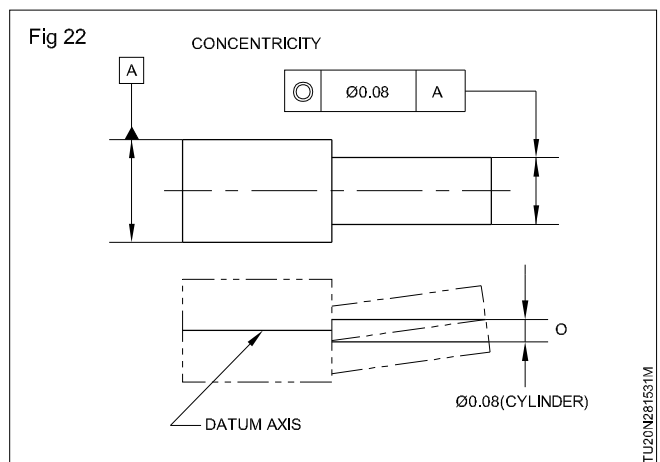 Fig 22
CONCENTRICITY
A
Ø0.08 A
O
Ø0.08(CYLINDER)
DATUM AXIS
TU20N281531M